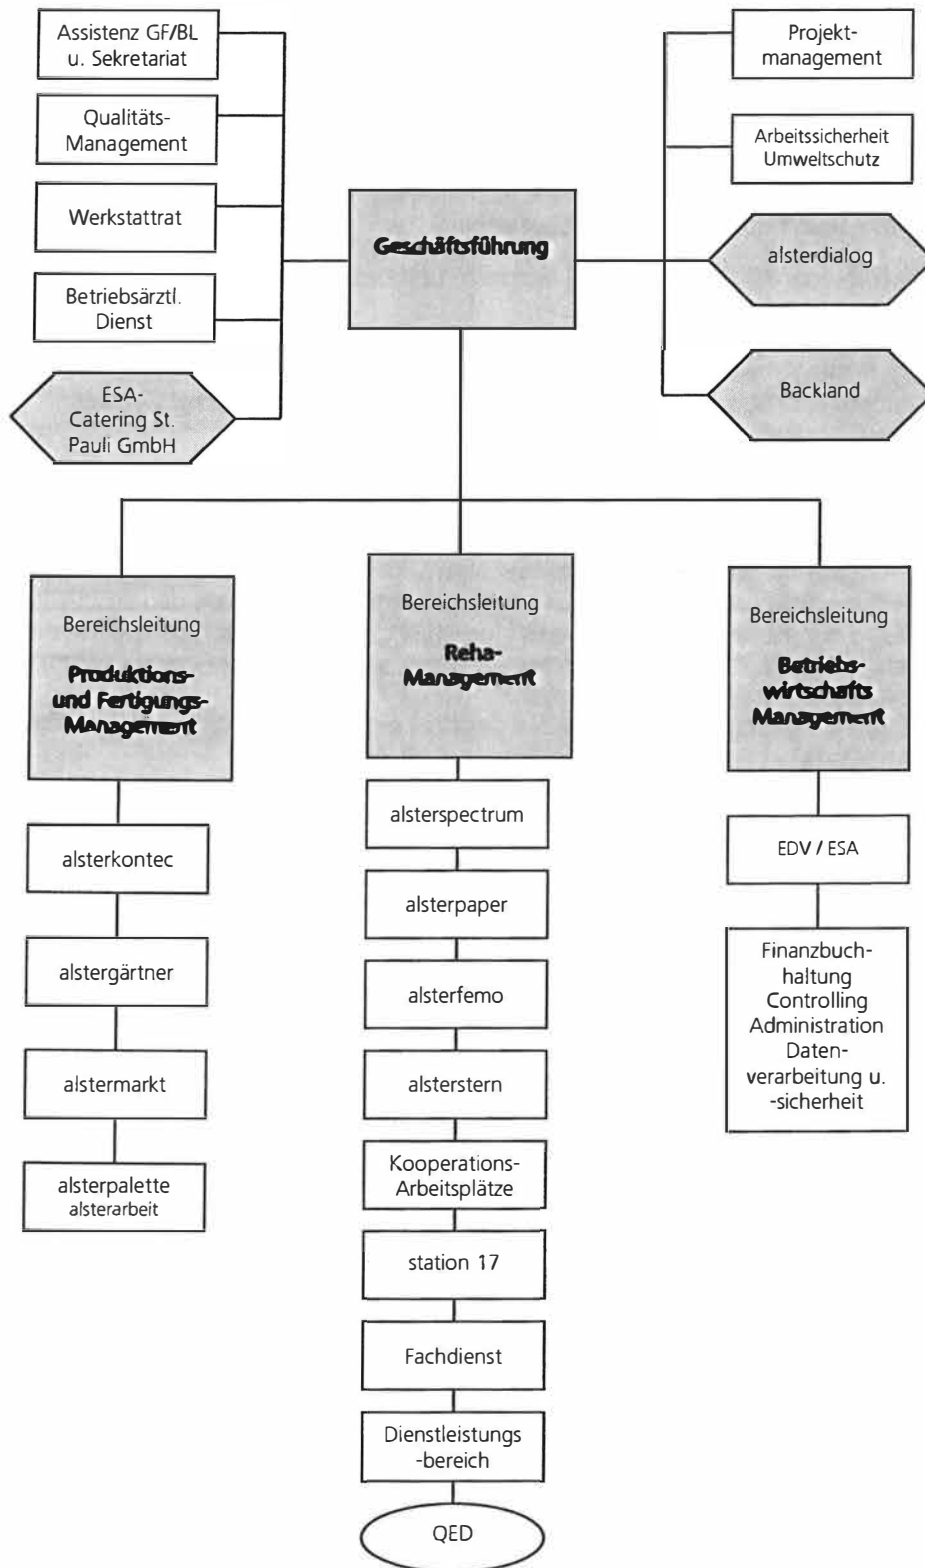 Assistenz GF/BL
u. Sekretariat
Qualitäts-
Management
Werkstattrat
Betriebsärztl.
Dienst
ESA-
Catering St.
Pauli GmbH
Geschäftsführung
Projekt-
management
Arbeitssicherheit
Umweltschutz
alsterdialog
Backland
Bereichsleitung
Produktions-
und Fertigungs-
Management
alsterkontec
alstergärtner
alstermarkt
alsterpalette
alsterarbeit
Bereichsleitung
Reha-
Management
alsterspectrum
alsterpaper
alsterfemo
alsterstern
Kooperations-
Arbeitsplätze
station 17
Fachdienst
Dienstleistungs
-bereich
QED
Bereichsleitung
Betriebs-
wirtschafts
Management
EDV / ESA
Finanzbuch-
haltung
Controlling
Administration
Daten-
verarbeitung u.
-sicherheit